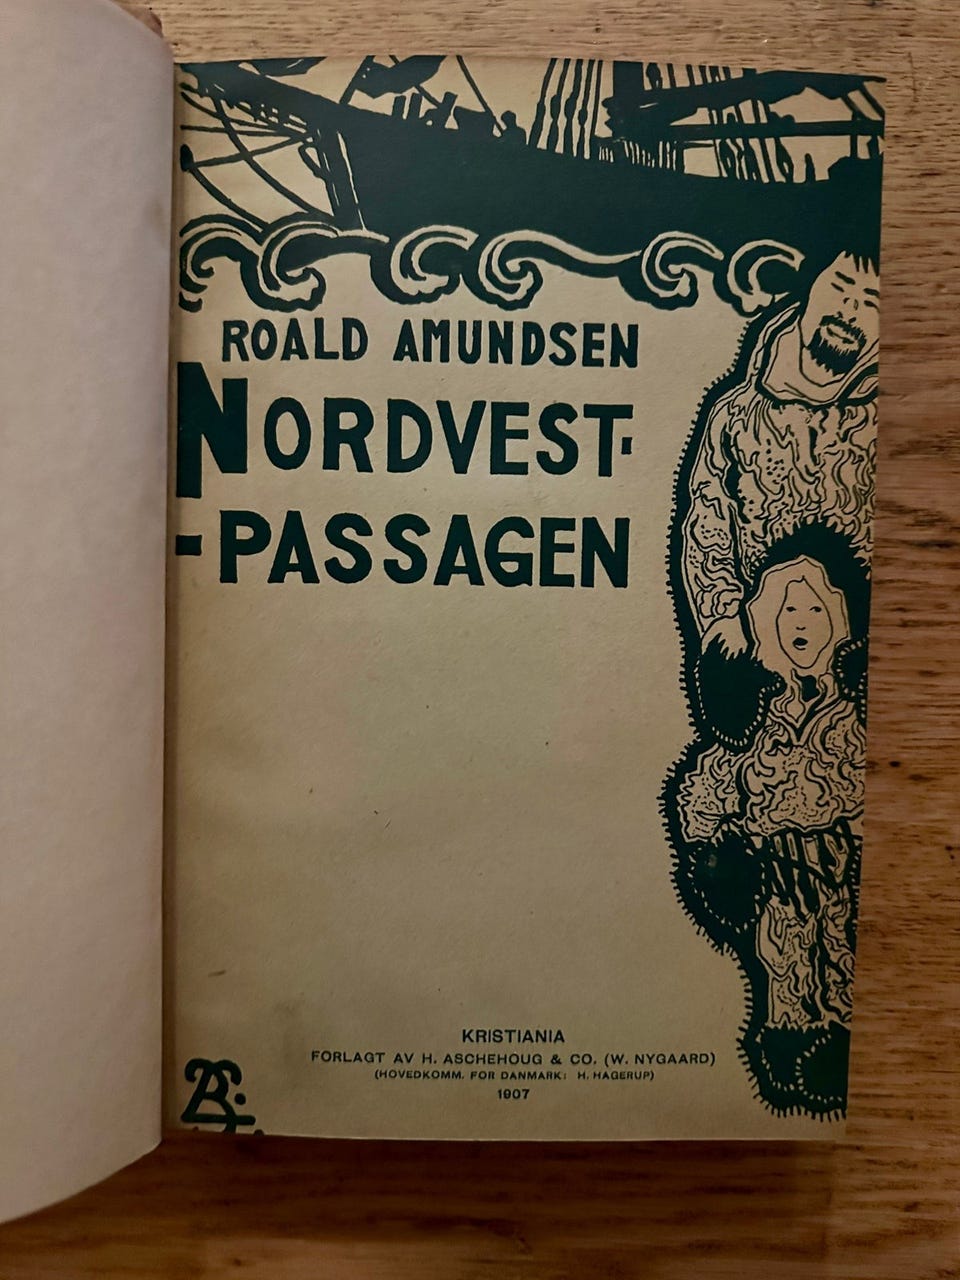 ROALD AMUNDSEN
NORDVEST-
-PASSAGEN
KRISTIANIA
FORLAGT AV H. ASCHEHOUG & CO. (W. NYGAARD)
(HOVEDKOMM. FOR DANMARK: H. HAGERUP)
1907